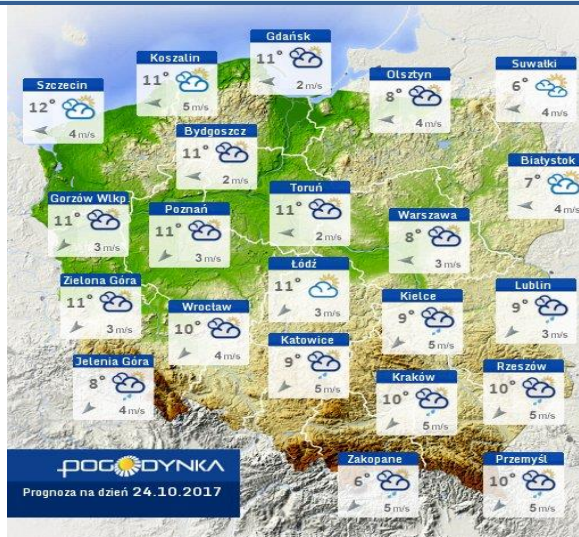 Gdańsk
11°
2 m/s
Koszalin
11°
5 m/s
Suwałki
6°
4 m/s
Olsztyn
8°
4 m/s
Szczecin
12°
4 m/s
Bydgoszcz
11°
2 m/s
Białystok
7°
4 m/s
Toruń
11°
2 m/s
Gorzów Wlkp
11°
3 m/s
Poznań
11°
3 m/s
Warszawa
8°
3 m/s
Łódź
11°
3 m/s
Zielona Góra
11°
3 m/s
Lublin
9°
3 m/s
Kielce
9°
5 m/s
Wrocław
10°
4 m/s
Katowice
9°
5 m/s
Jelenia Góra
8°
4 m/s
Rzeszów
10°
5 m/s
Kraków
10°
5 m/s
Zakopane
6°
5 m/s
Przemyśl
10°
5 m/s
POGODYNKA
Prognoza na dzień 24.10.2017